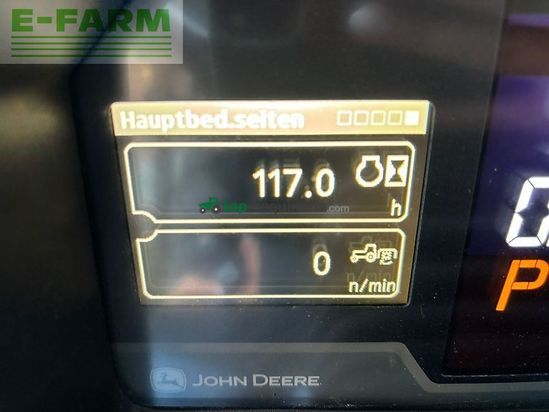 E-FARM
Hauptbed.seiten
117.0
h
0
n/min
P
JOHN DEERE